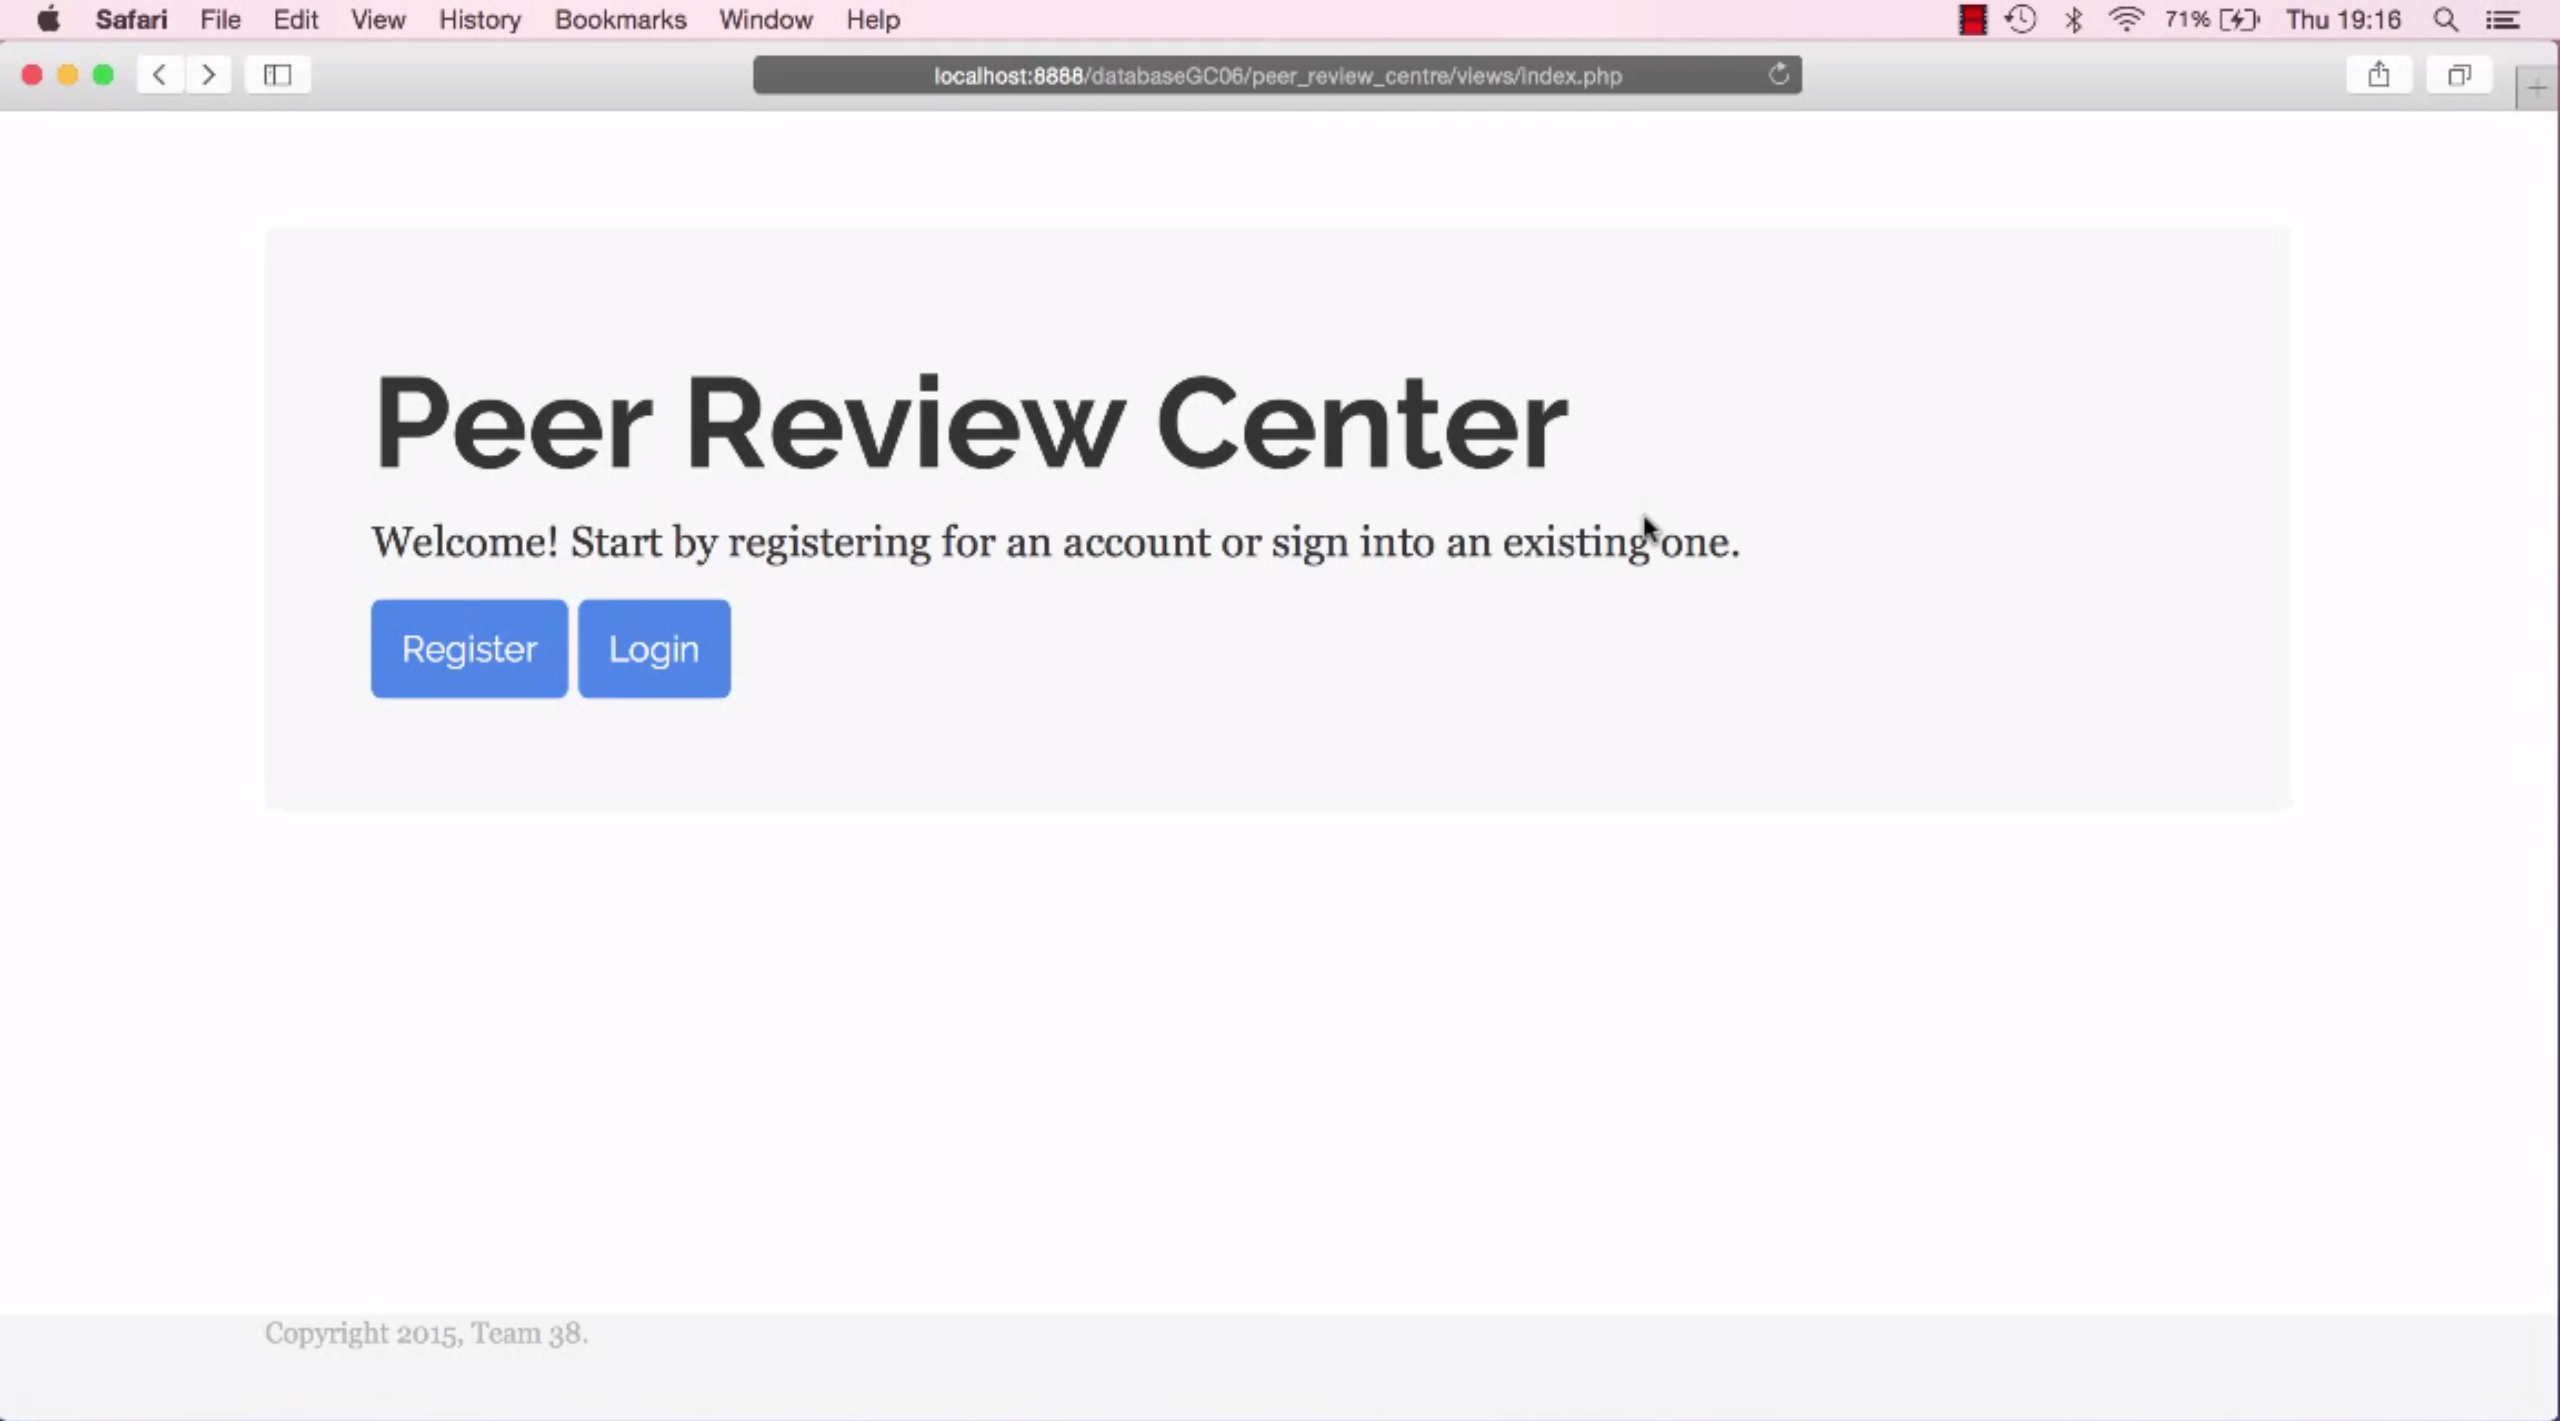 Safari File Edit View History Bookmarks Window Help 71% Thu 19:16
localhost:8888/databaseGC06/peer_review_centre/views/index.php
Peer Review Center
Welcome! Start by registering for an account or sign into an existing one.
Register Login
Copyright 2015, Team 38.